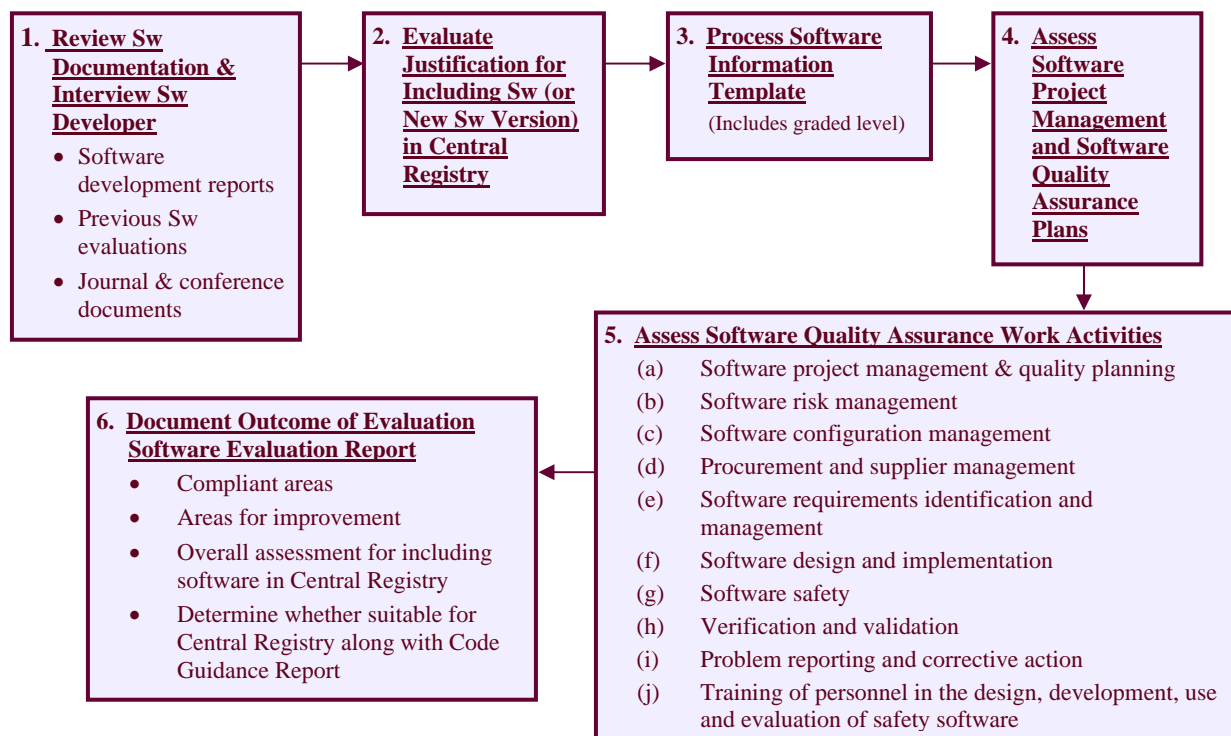 1. Review Sw
Documentation &
Interview Sw
Developer
• Software
development reports
• Previous Sw
evaluations
• Journal & conference
documents
2. Evaluate
Justification for
Including Sw (or
New Sw Version)
in Central
Registry
3. Process Software
Information
Template
(Includes graded level)
4. Assess
Software
Project
Management
and Software
Quality
Assurance
Plans
5. Assess Software Quality Assurance Work Activities
(a) Software project management & quality planning
(b) Software risk management
(c) Software configuration management
(d) Procurement and supplier management
(e) Software requirements identification and
management
(f) Software design and implementation
(g) Software safety
(h) Verification and validation
(i) Problem reporting and corrective action
(j) Training of personnel in the design, development, use
and evaluation of safety software
6. Document Outcome of Evaluation
Software Evaluation Report
• Compliant areas
• Areas for improvement
• Overall assessment for including
software in Central Registry
• Determine whether suitable for
Central Registry along with Code
Guidance Report